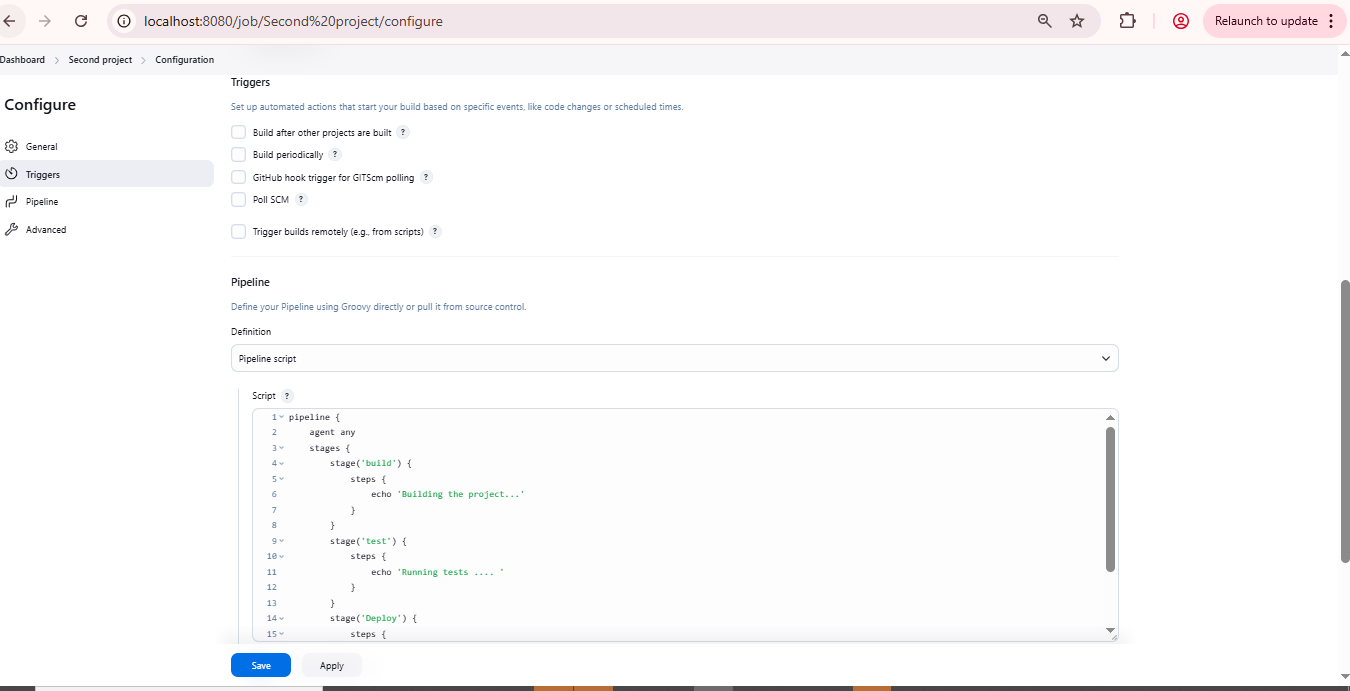 localhost:8080/job/Second%20project/configure
Relaunch to update
Dashboard > Second project > Configuration
Configure
General
Triggers
Pipeline
Advanced
Triggers
Set up automated actions that start your build based on specific events, like code changes or scheduled times.
Build after other projects are built ?
Build periodically ?
GitHub hook trigger for GITScm polling ?
Poll SCM ?
Trigger builds remotely (e.g., from scripts) ?
Pipeline
Define your Pipeline using Groovy directly or pull it from source control.
Definition
Pipeline script
Script ?
1 pipeline {
2     agent any
3     stages {
4         stage('build') {
5             steps {
6                 echo 'Building the project...'
7             }
8         }
9         stage('test') {
10             steps {
11                 echo 'Running tests .... '
12             }
13         }
14         stage('Deploy') {
15             steps {
Save
Apply